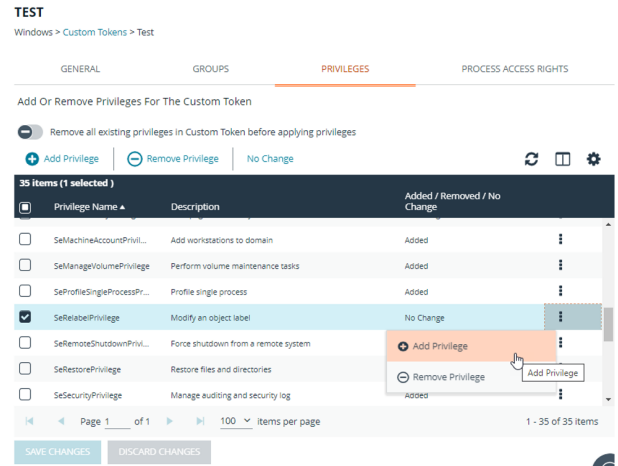 TEST
Windows > Custom Tokens > Test
GENERAL
GROUPS
PRIVILEGES
PROCESS ACCESS RIGHTS
Add Or Remove Privileges For The Custom Token
Remove all existing privileges in Custom Token before applying privileges
Add Privilege
Remove Privilege
No Change
35 items (1 selected )
Privilege Name
Description
Added / Removed / No
Change
SeMachineAccountPrivil...
Add workstations to domain
Added
SeManageVolumePrivilege
Perform volume maintenance tasks
Added
SeProfileSingleProcessPr...
Profile single process
Added
SeRelabelPrivilege
Modify an object label
No Change
SeRemoteShutdownPrivi...
Force shutdown from a remote system
Add Privilege
SeRestorePrivilege
Restore files and directories
Remove Privilege
Add Privilege
SeSecurityPrivilege
Manage auditing and security log
Added
Page 1 of 1
100
items per page
1 - 35 of 35 items
SAVE CHANGES
DISCARD CHANGES